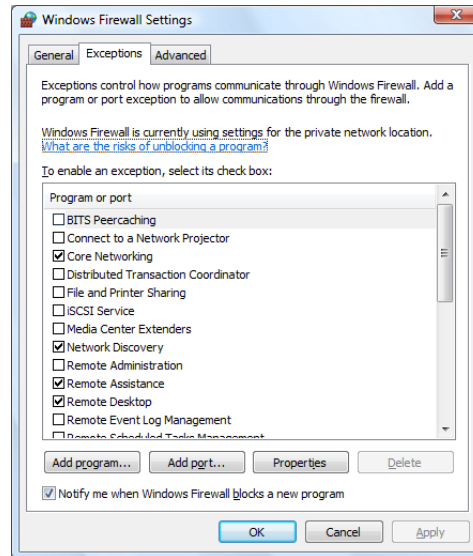 Windows Firewall Settings
General Exceptions Advanced
Exceptions control how programs communicate through Windows Firewall. Add a
program or port exception to allow communications through the firewall.
Windows Firewall is currently using settings for the private network location.
What are the risks of unblocking a program?
To enable an exception, select its check box:
Program or port
BITS Peercaching
Connect to a Network Projector
Core Networking
Distributed Transaction Coordinator
File and Printer Sharing
iSCSI Service
Media Center Extenders
Network Discovery
Remote Administration
Remote Assistance
Remote Desktop
Remote Event Log Management
Remote Scheduled Tasks Management
Add program... Add port... Properties Delete
Notify me when Windows Firewall blocks a new program
OK Cancel Apply